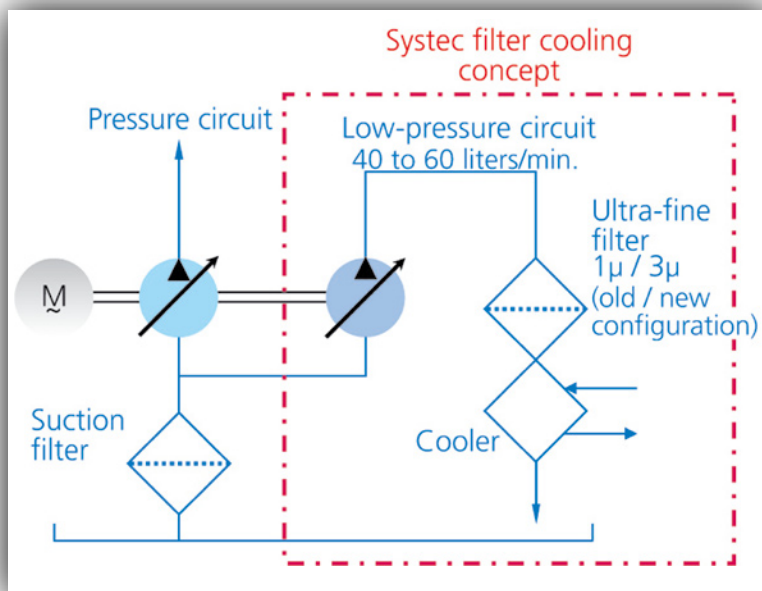 Systec filter cooling
concept
Pressure circuit
Low-pressure circuit
40 to 60 liters/min.
Ultra-fine
filter
1µ / 3µ
(old / new
configuration)
M
~
Suction
filter
Cooler